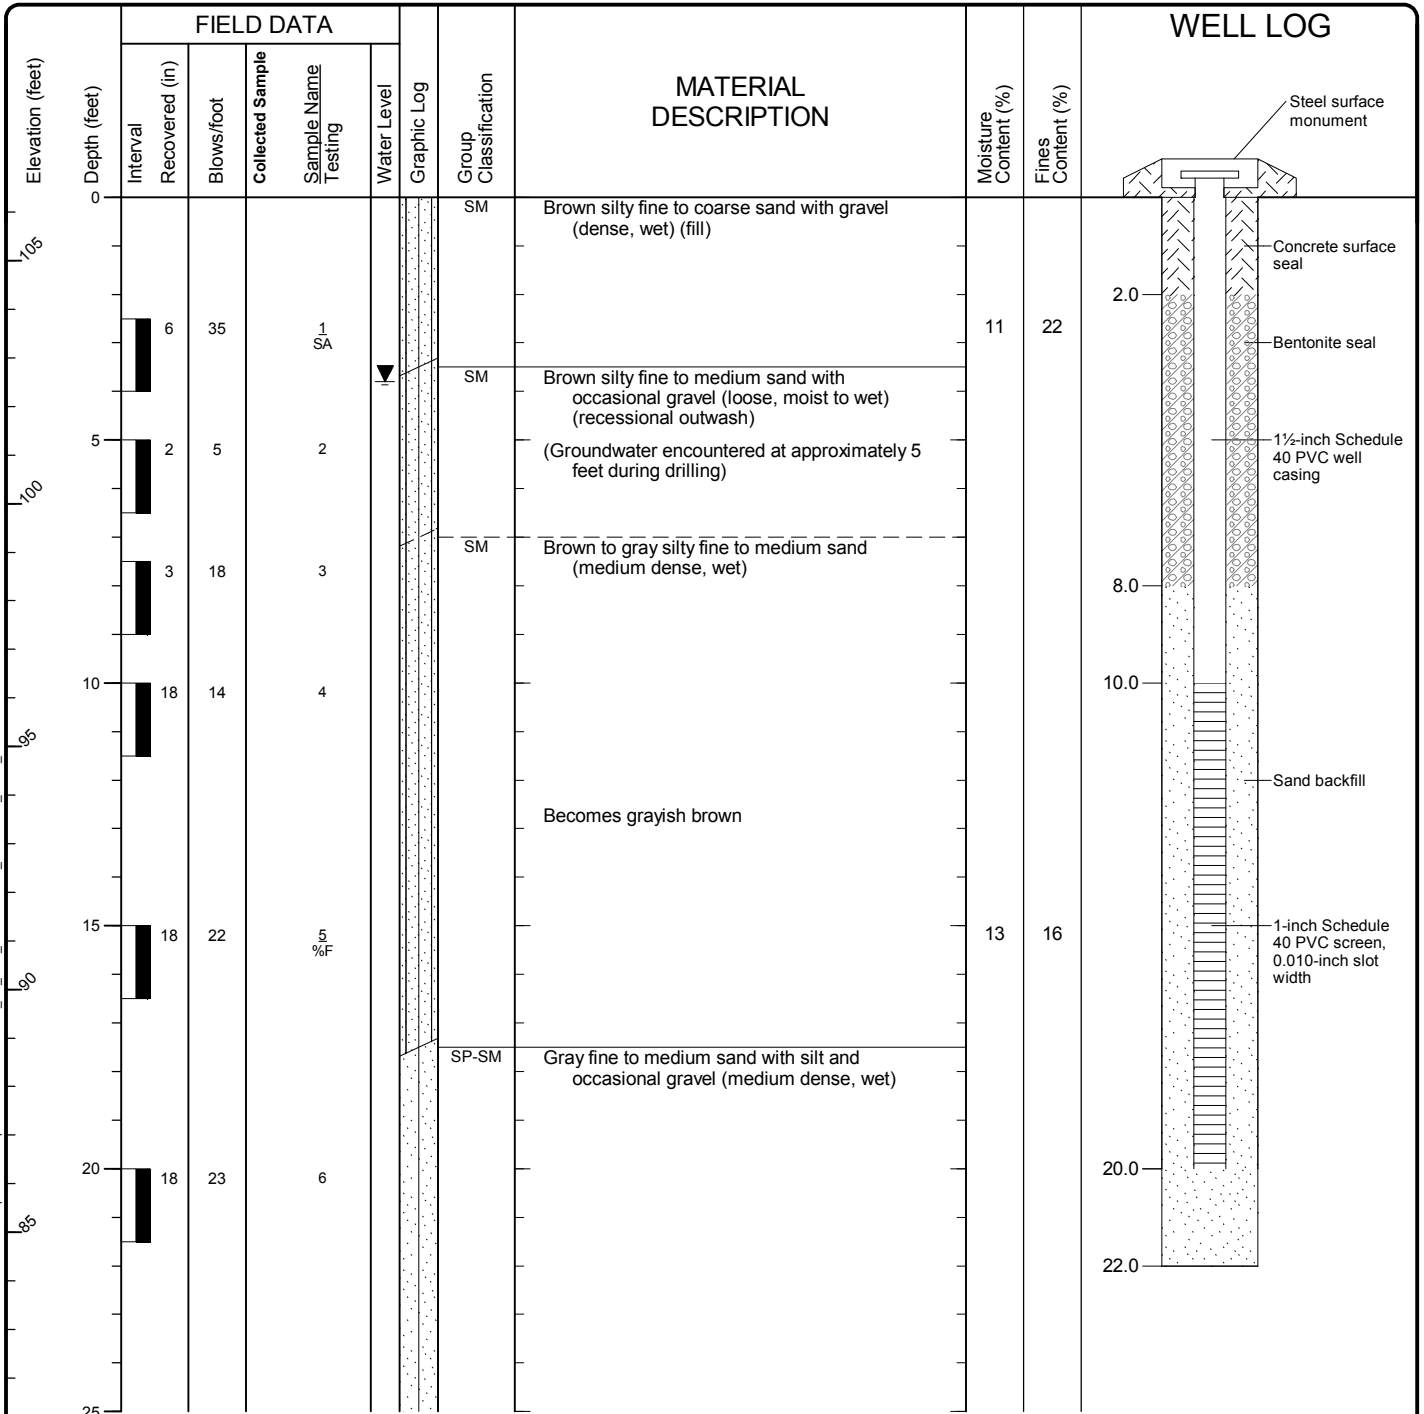 FIELD DATA
WELL LOG
Elevation (feet)
Depth (feet)
Interval
Recovered (in)
Blows/foot
Collected Sample
Sample Name
Testing
Water Level
Graphic Log
Group
Classification
MATERIAL
DESCRIPTION
Moisture
Content (%)
Fines
Content (%)
Steel surface
monument
0
SM
Brown silty fine to coarse sand with gravel
(dense, wet) (fill)
105
Concrete surface
seal
2.0
6
35
1
SA
11
22
Bentonite seal
SM
Brown silty fine to medium sand with
occasional gravel (loose, moist to wet)
(recessional outwash)
5
2
5
2
(Groundwater encountered at approximately 5
feet during drilling)
1½-inch Schedule
40 PVC well
casing
100
SM
Brown to gray silty fine to medium sand
(medium dense, wet)
3
18
3
8.0
10
18
14
4
10.0
95
Sand backfill
Becomes grayish brown
15
18
22
5
%F
13
16
1-inch Schedule
40 PVC screen,
0.010-inch slot
width
90
SP-SM
Gray fine to medium sand with silt and
occasional gravel (medium dense, wet)
20
18
23
6
20.0
85
22.0
25